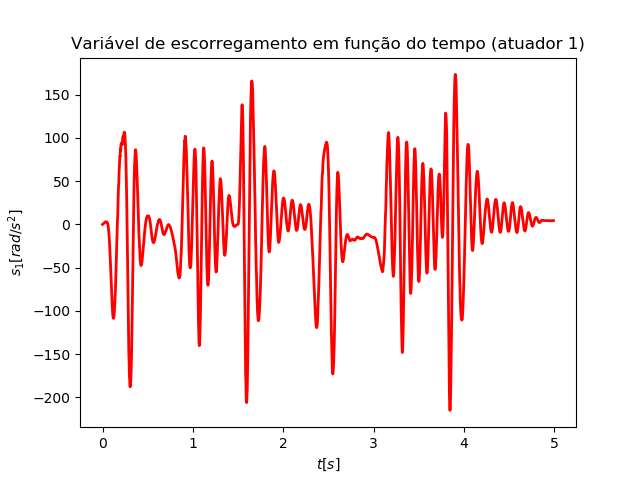 Variável de escorregamento em função do tempo (atuador 1)
150
100
50
0
−50
−100
−150
−200
s₁[rad/s²]
0 1 2 3 4 5
t[s]